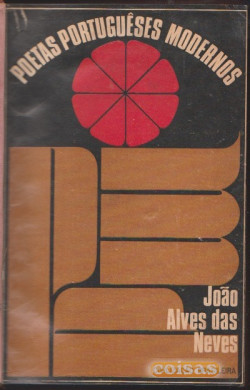 POETAS PORTUGUÊSES MODERNOS
João
Alves das
Neves
coisas